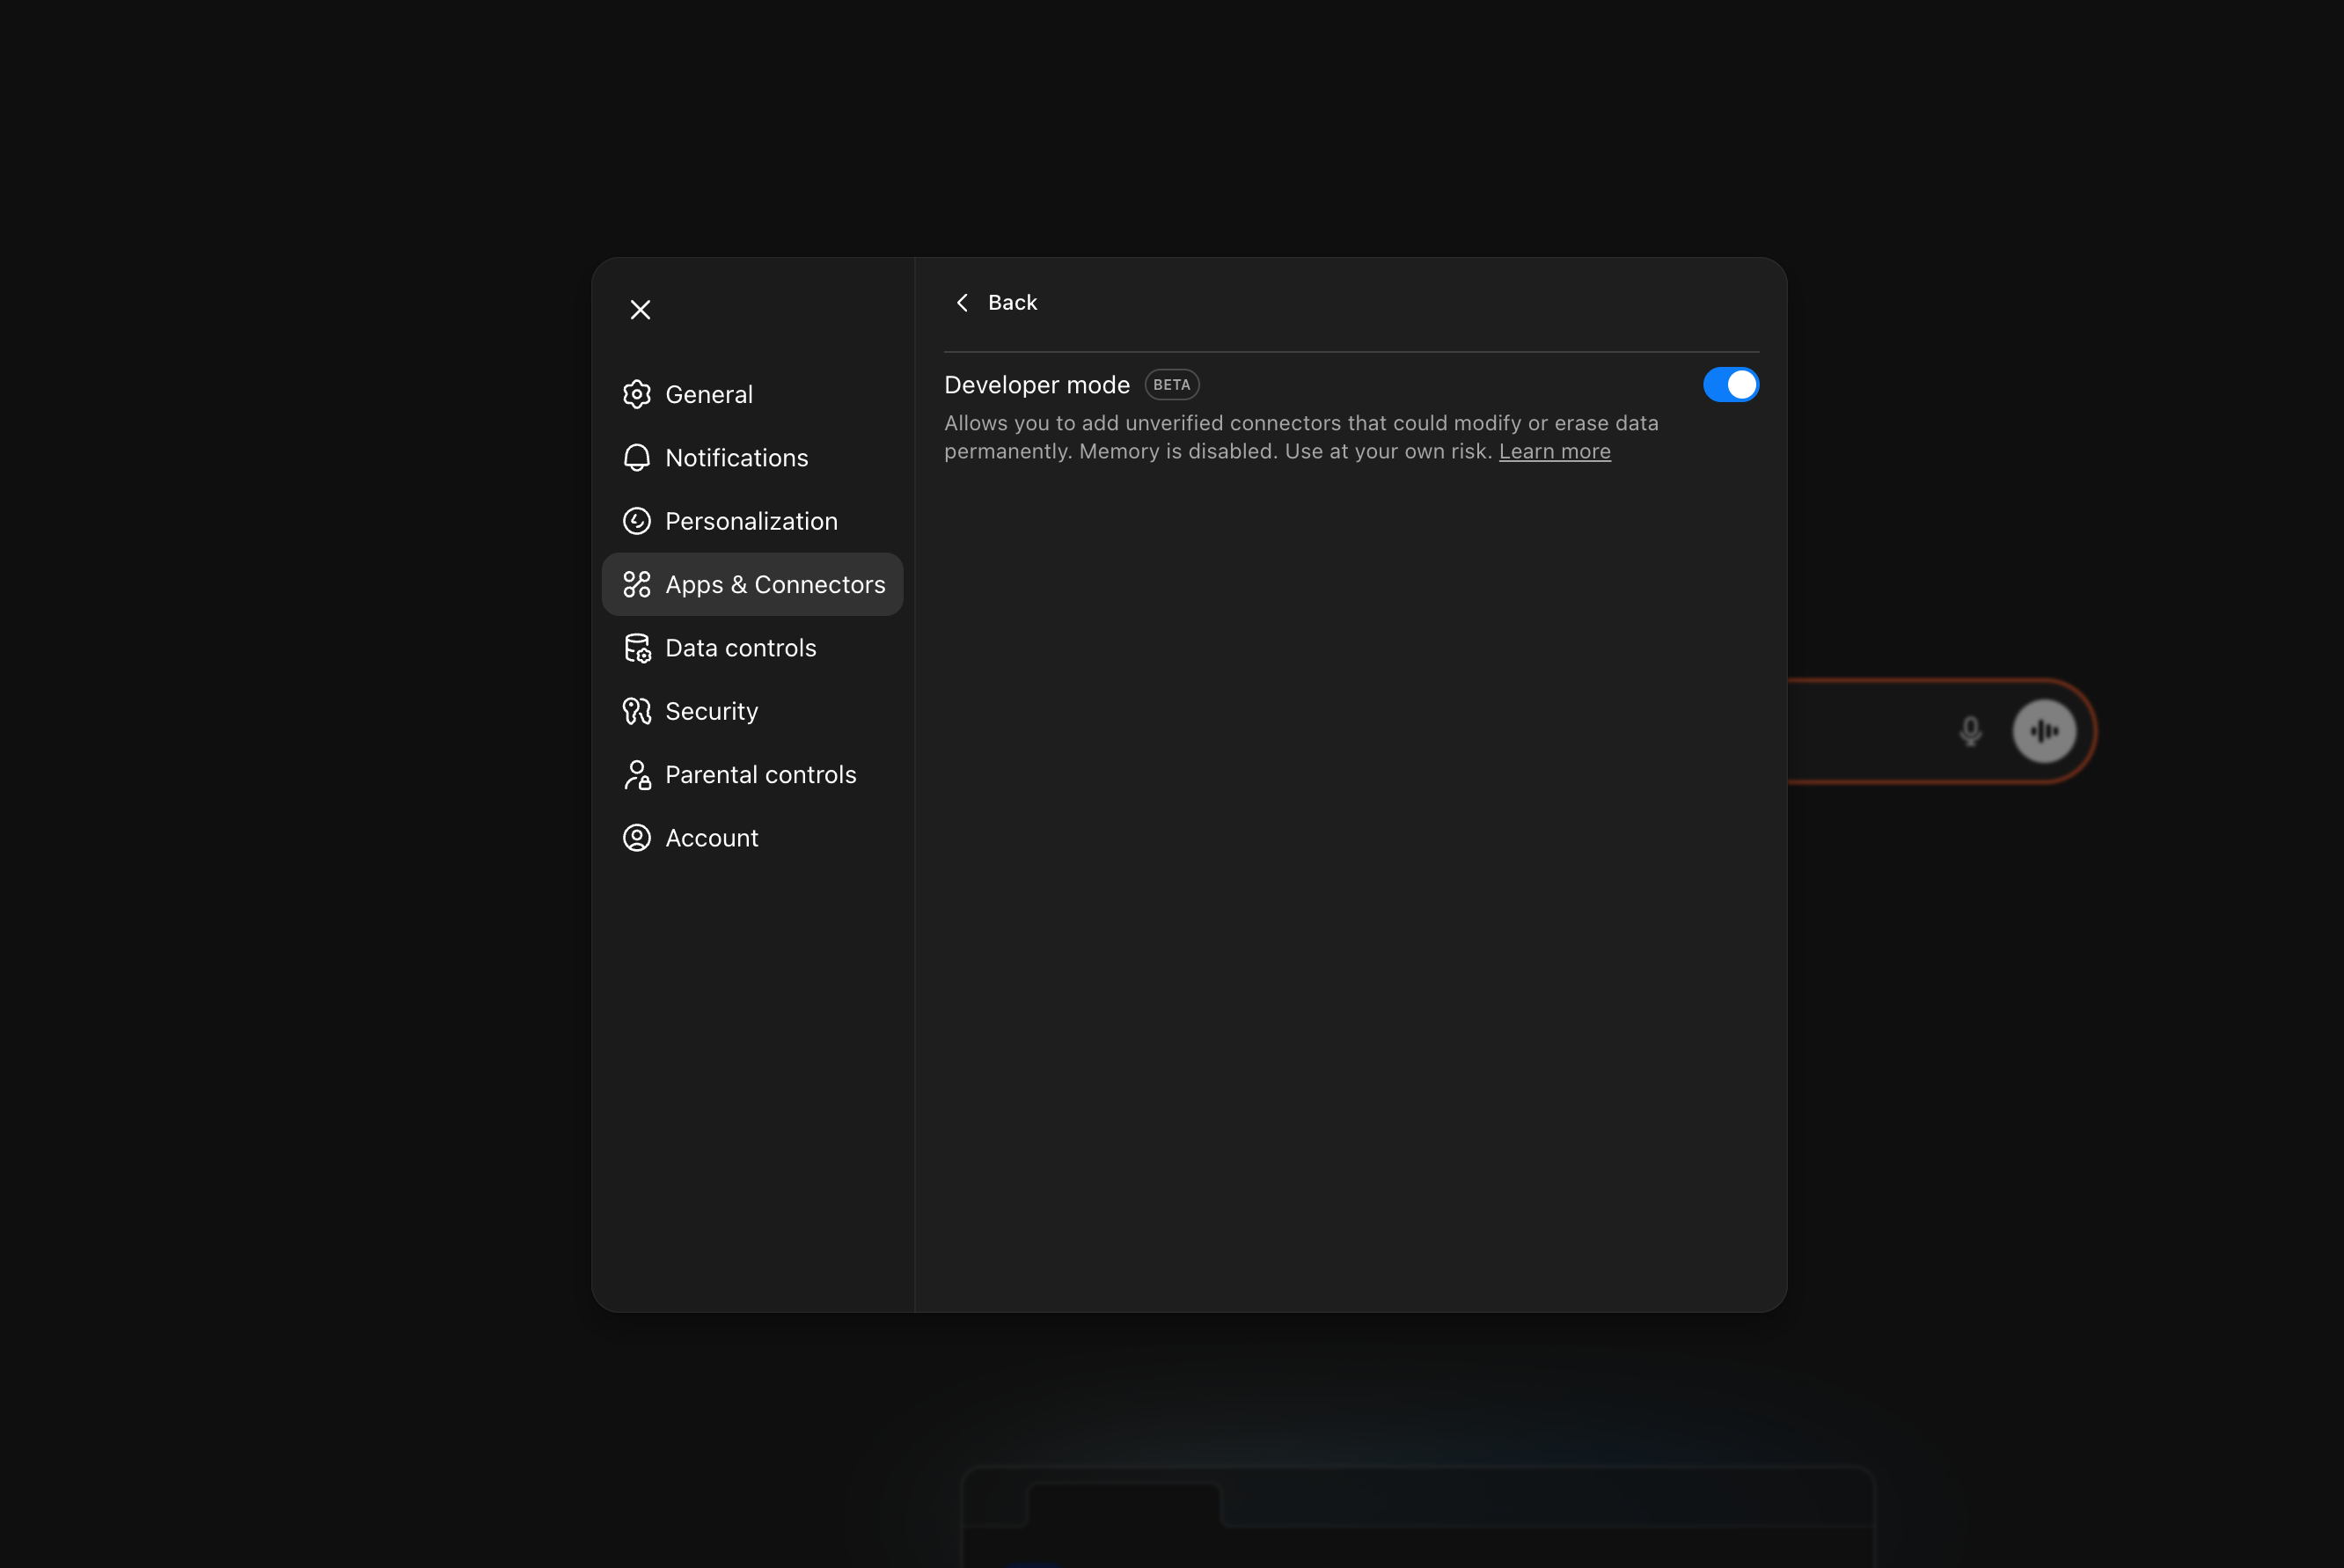 General
Notifications
Personalization
Apps & Connectors
Data controls
Security
Parental controls
Account
Back
Developer mode BETA
Allows you to add unverified connectors that could modify or erase data
permanently. Memory is disabled. Use at your own risk. Learn more